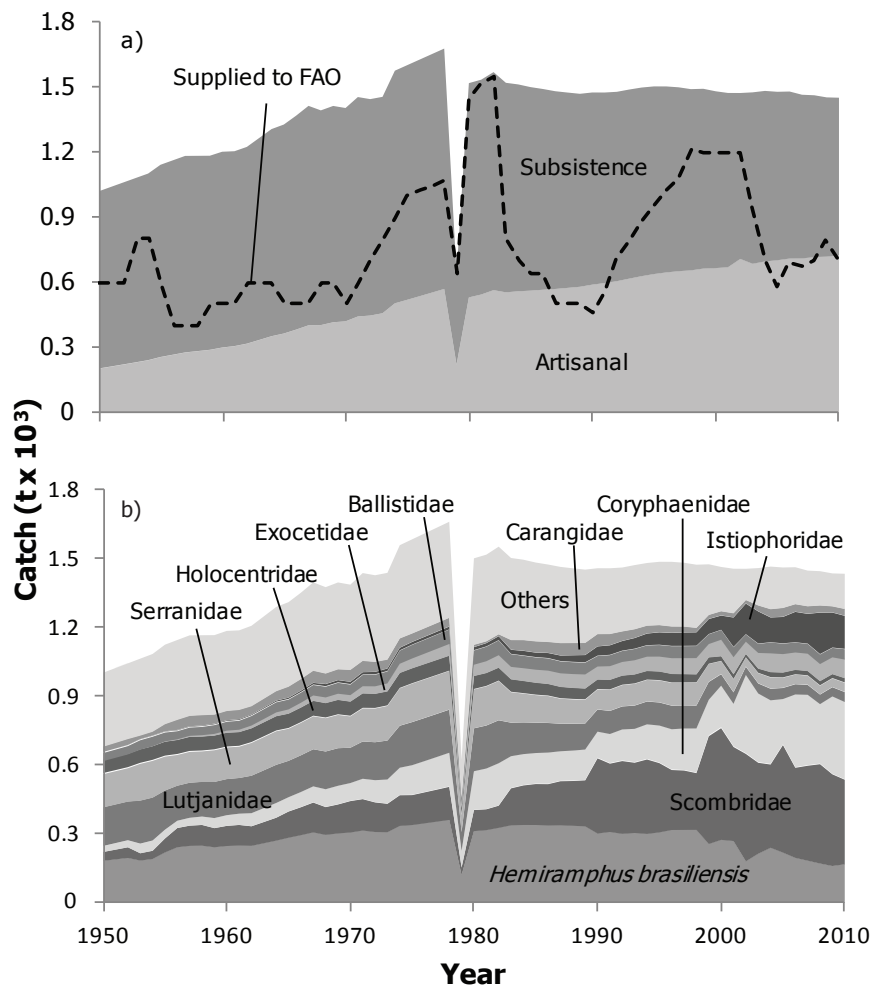 1.8
a)
Supplied to FAO
1.5
1.2
Subsistence
0.9
0.6
0.3
Artisanal
0
Catch (t x 10³)
1.8
b)
Ballistidae
Coryphaenidae
Exocetidae
Carangidae
Istiophoridae
1.5
Holocentridae
Others
Serranidae
1.2
0.9
0.6
Lutjanidae
Scombridae
0.3
Hemiramphus brasiliensis
0
1950 1960 1970 1980 1990 2000 2010
Year